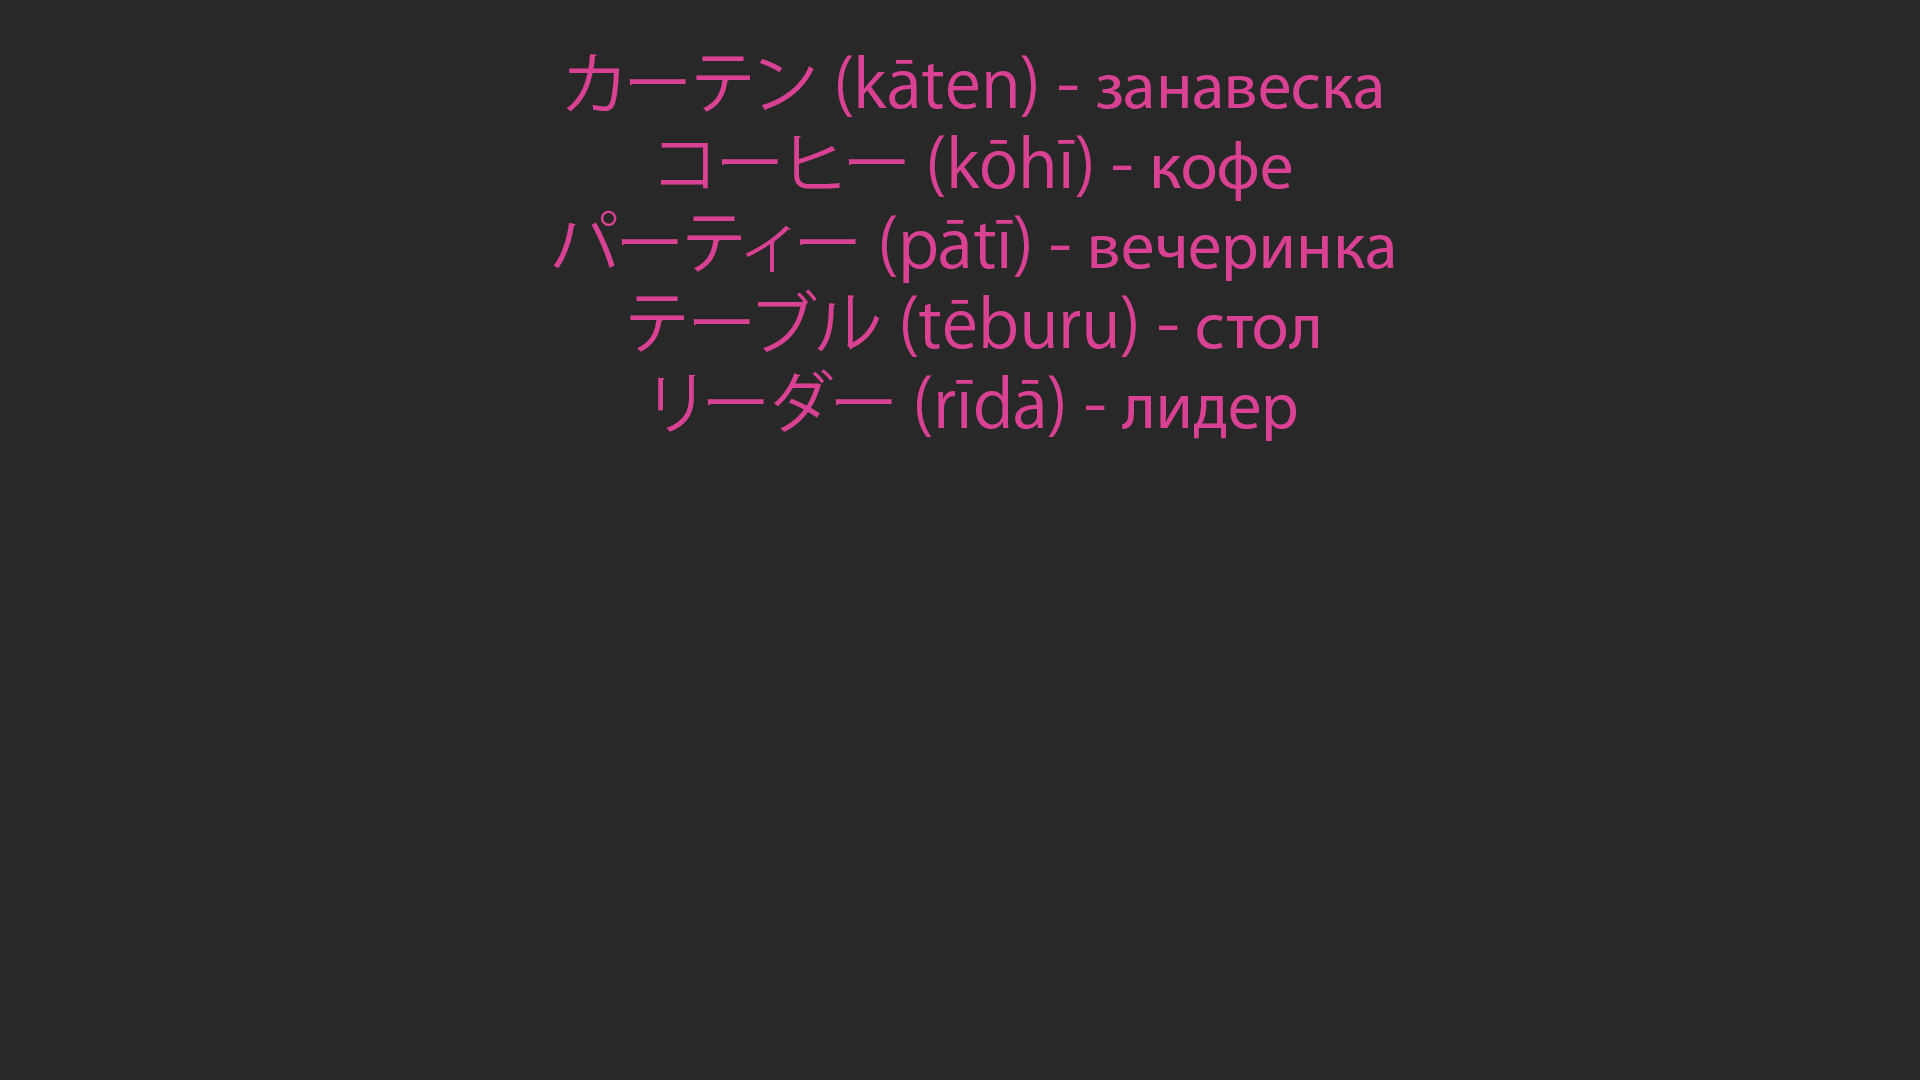 カーテン (kāten) - занавеска
コーヒー (kōhī) - кофе
パーティー (pātī) - вечеринка
テーブル (tēburu) - стол
リーダー (rīdā) - лидер